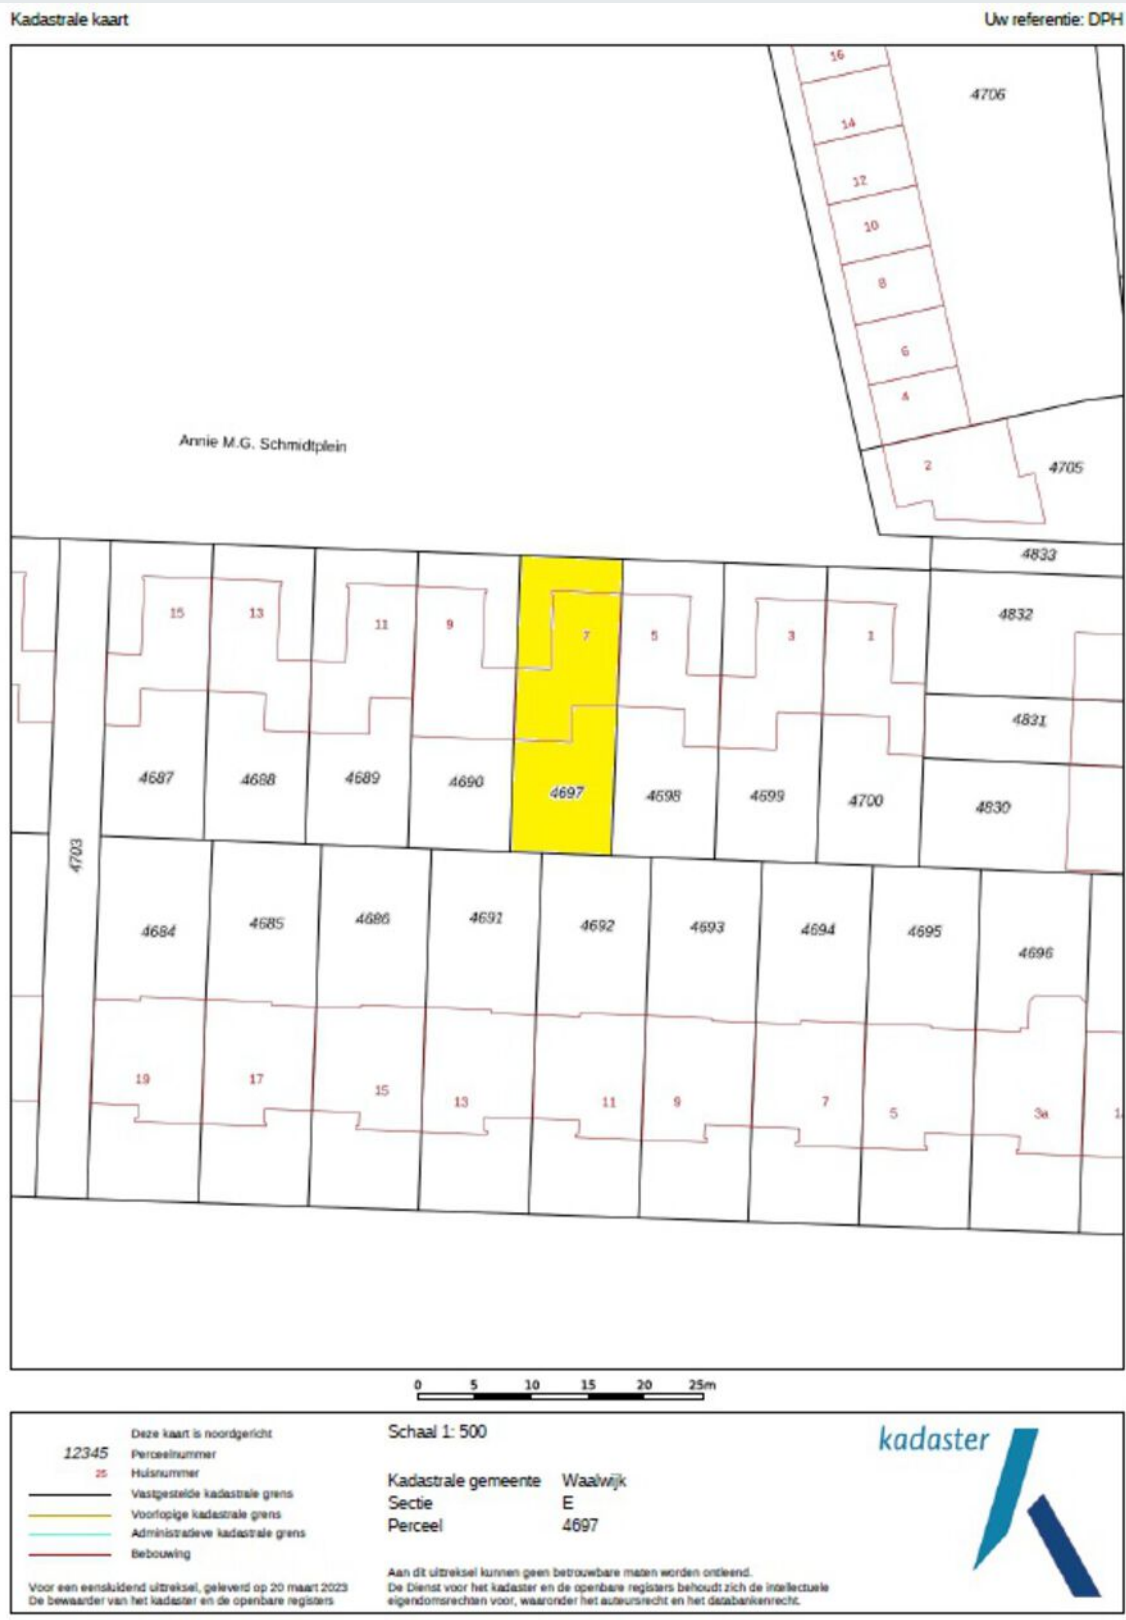 Kadastrale kaart
Uw referentie: DPH
16
4706
14
12
10
8
6
4
Annie M.G. Schmidtplein
2
4705
4833
15
13
11
9
7
5
3
1
4832
4831
4687
4688
4689
4690
4697
4698
4699
4700
4830
4703
4684
4685
4686
4691
4692
4693
4694
4695
4696
19
17
15
13
11
9
7
5
3a
0 5 10 15 20 25m
Deze kaart is noordgericht
12345 Perceelnummer
25 Huisnummer
Vastgestelde kadastrale grens
Voorlopige kadastrale grens
Administratieve kadastrale grens
Bebouwing
Voor een eensluidend uittreksel, geleverd op 20 maart 2023
De bewaarder van het kadaster en de openbare registers
Schaal 1: 500
Kadastrale gemeente Waalwijk
Sectie E
Perceel 4697
Aan dit uittreksel kunnen geen betrouwbare maten worden ontleend.
De Dienst voor het kadaster en de openbare registers behoudt zich de intellectuele
eigendomsrechten voor, waaronder het auteursrecht en het databankenrecht.
kadaster